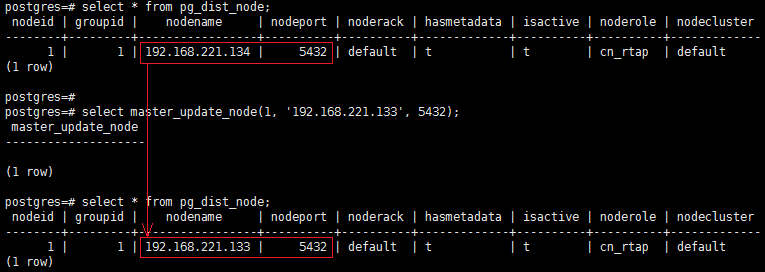 postgres=# select * from pg_dist_node;
 nodeid | groupid |    nodename     | nodeport | noderack | hasmetadata | isactive | noderole | nodecluster
--------+---------+-----------------+----------+----------+-------------+----------+----------+-------------
      1 |       1 | 192.168.221.134 |     5432 | default  | t           | t        | cn_rtap  | default
(1 row)
postgres=#
postgres=# select master_update_node(1, '192.168.221.133', 5432);
 master_update_node
--------------------
(1 row)
postgres=# select * from pg_dist_node;
 nodeid | groupid |    nodename     | nodeport | noderack | hasmetadata | isactive | noderole | nodecluster
--------+---------+-----------------+----------+----------+-------------+----------+----------+-------------
      1 |       1 | 192.168.221.133 |     5432 | default  | t           | t        | cn_rtap  | default
(1 row)